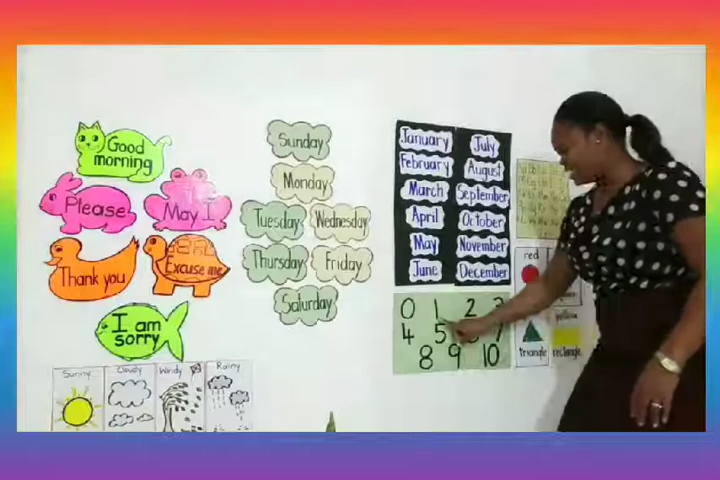 Good
morning
Please
May I
Thank you
Excuse me
I am
sorry
Sunny
Cloudy
Windy
Rainy
Sunday
Monday
Tuesday
Wednesday
Thursday
Friday
Saturday
January
February
March
April
May
June
July
August
September
October
November
December
0 1 2 3
4 5 7
8 9 10
red
yellow
triangle
rectangle